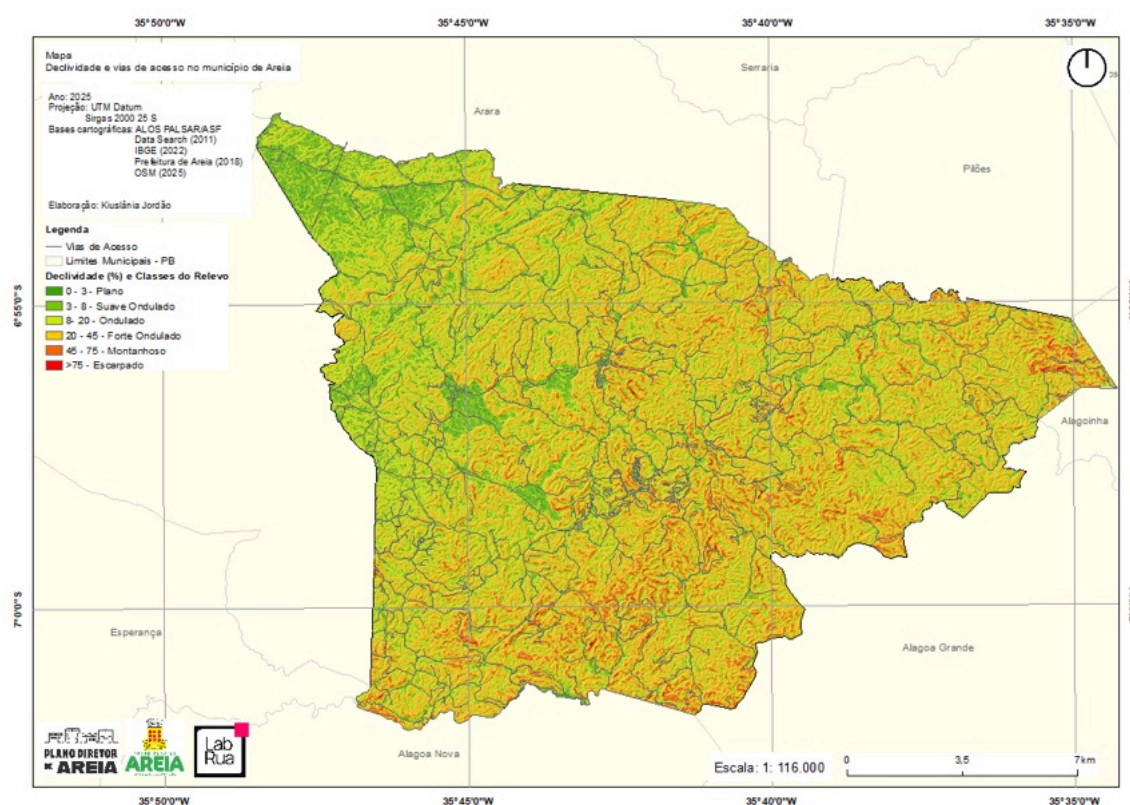 35°50'0"W 35°45'0"W 35°40'0"W 35°35'0"W
Mapa
Declividade e vias de acesso no município de Areia
Ano: 2025
Projeção: UTM Datum
Sirgas 2000 25 S
Bases cartográficas: ALOS PALSAR/ASF
Data Search (2011)
IBGE (2022)
Prefeitura de Areia (2018)
OSM (2025)
Elaboração: Kiuslânia Jordão
Legenda
Vias de Acesso
Limites Municipais - PB
Declividade (%) e Classes do Relevo
0 - 3 - Plano
3 - 8 - Suave Ondulado
8- 20 - Ondulado
20 - 45 - Forte Ondulado
45 - 75 - Montanhoso
>75 - Escarpado
Serraria
Arara
Pilões
6°55'0"S
Alagoinha
7°0'0"S
Esperança
Alagoa Grande
Alagoa Nova
PLANO DIRETOR
DE AREIA
AREIA
Lab
Rua
Escala: 1: 116.000
0 3,5 7 km
35°50'0"W 35°45'0"W 35°40'0"W 35°35'0"W